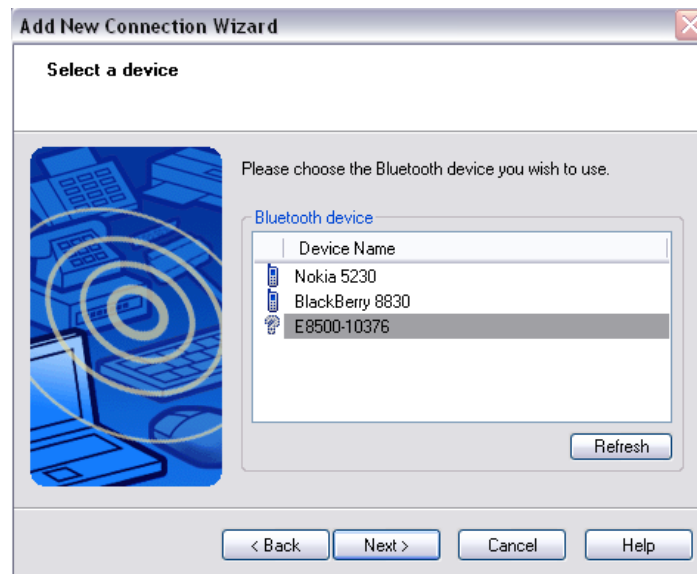 Add New Connection Wizard
Select a device
Please choose the Bluetooth device you wish to use.
Bluetooth device
Device Name
Nokia 5230
BlackBerry 8830
E8500-10376
Refresh
< Back Next > Cancel Help